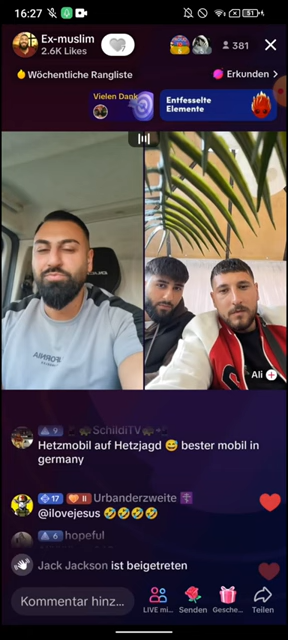 16:27
Ex-muslim
2.6K Likes
381
Wöchentliche Rangliste
Erkunden
Vielen Dank
Entfesselte
Elemente
Ali
9 SchildiTV
Hetzmobil auf Hetzjagd 😅 bester mobil in
germany
17 II Urbanderzweite
@ilovejesus 🤣🤣🤣🤣
6 hopeful
Jack Jackson ist beigetreten
Kommentar hinz...
LIVE mi...
Senden
Gesche...
Teilen